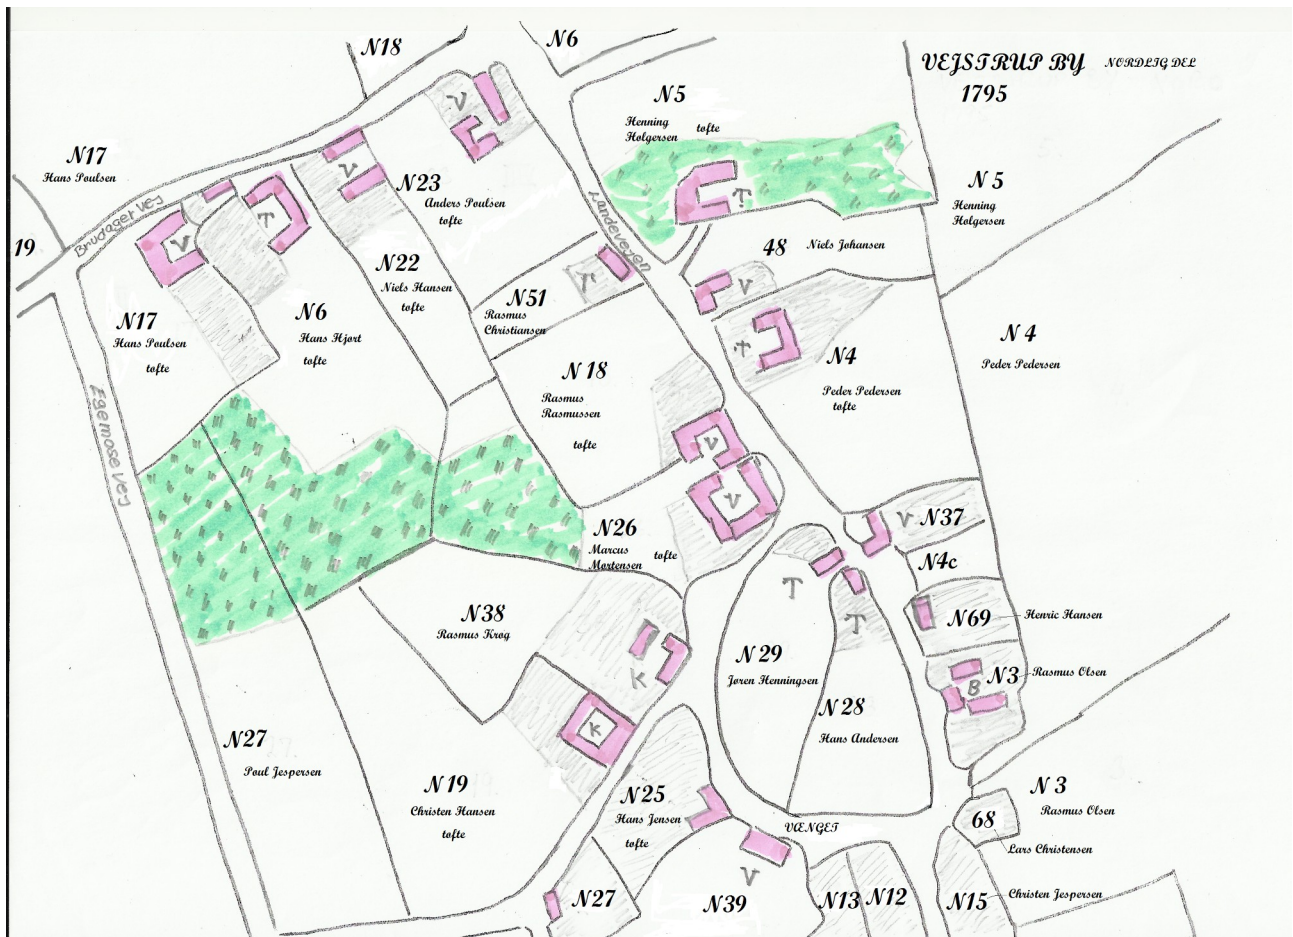 N18
N6
VEJSTRUP BY NORDLIG DEL
1795
N5
Henning
Holgersen tofte
V
N17
Hans Poulsen
V
N23
Anders Poulsen
tofte
T
N5
Henning
Holgersen
19
Brudager vej
V
T
Landevejen
48 Niels Johansen
N22
Niels Hansen
tofte
T
N51
Rasmus
Christiansen
V
N17
Hans Poulsen
tofte
N6
Hans Hjort
tofte
T
N4
Peder Pedersen
tofte
N4
Peder Pedersen
N18
Rasmus
Rasmussen
tofte
Egemose vej
V
V
N26
Marcus
Mortensen tofte
V N37
N4c
T
T
N38
Rasmus Krog
N69 Henric Hansen
N29
Jøren Henningsen
K
N3 Rasmus Olsen
B
N28
Hans Andersen
K
N27
Poul Jespersen
N19
Christen Hansen
tofte
N25
Hans Jensen
tofte
N3
Rasmus Olsen
68
Lars Christensen
VÆNGET
V
N27
N39
N13 N12
N15 Christen Jespersen